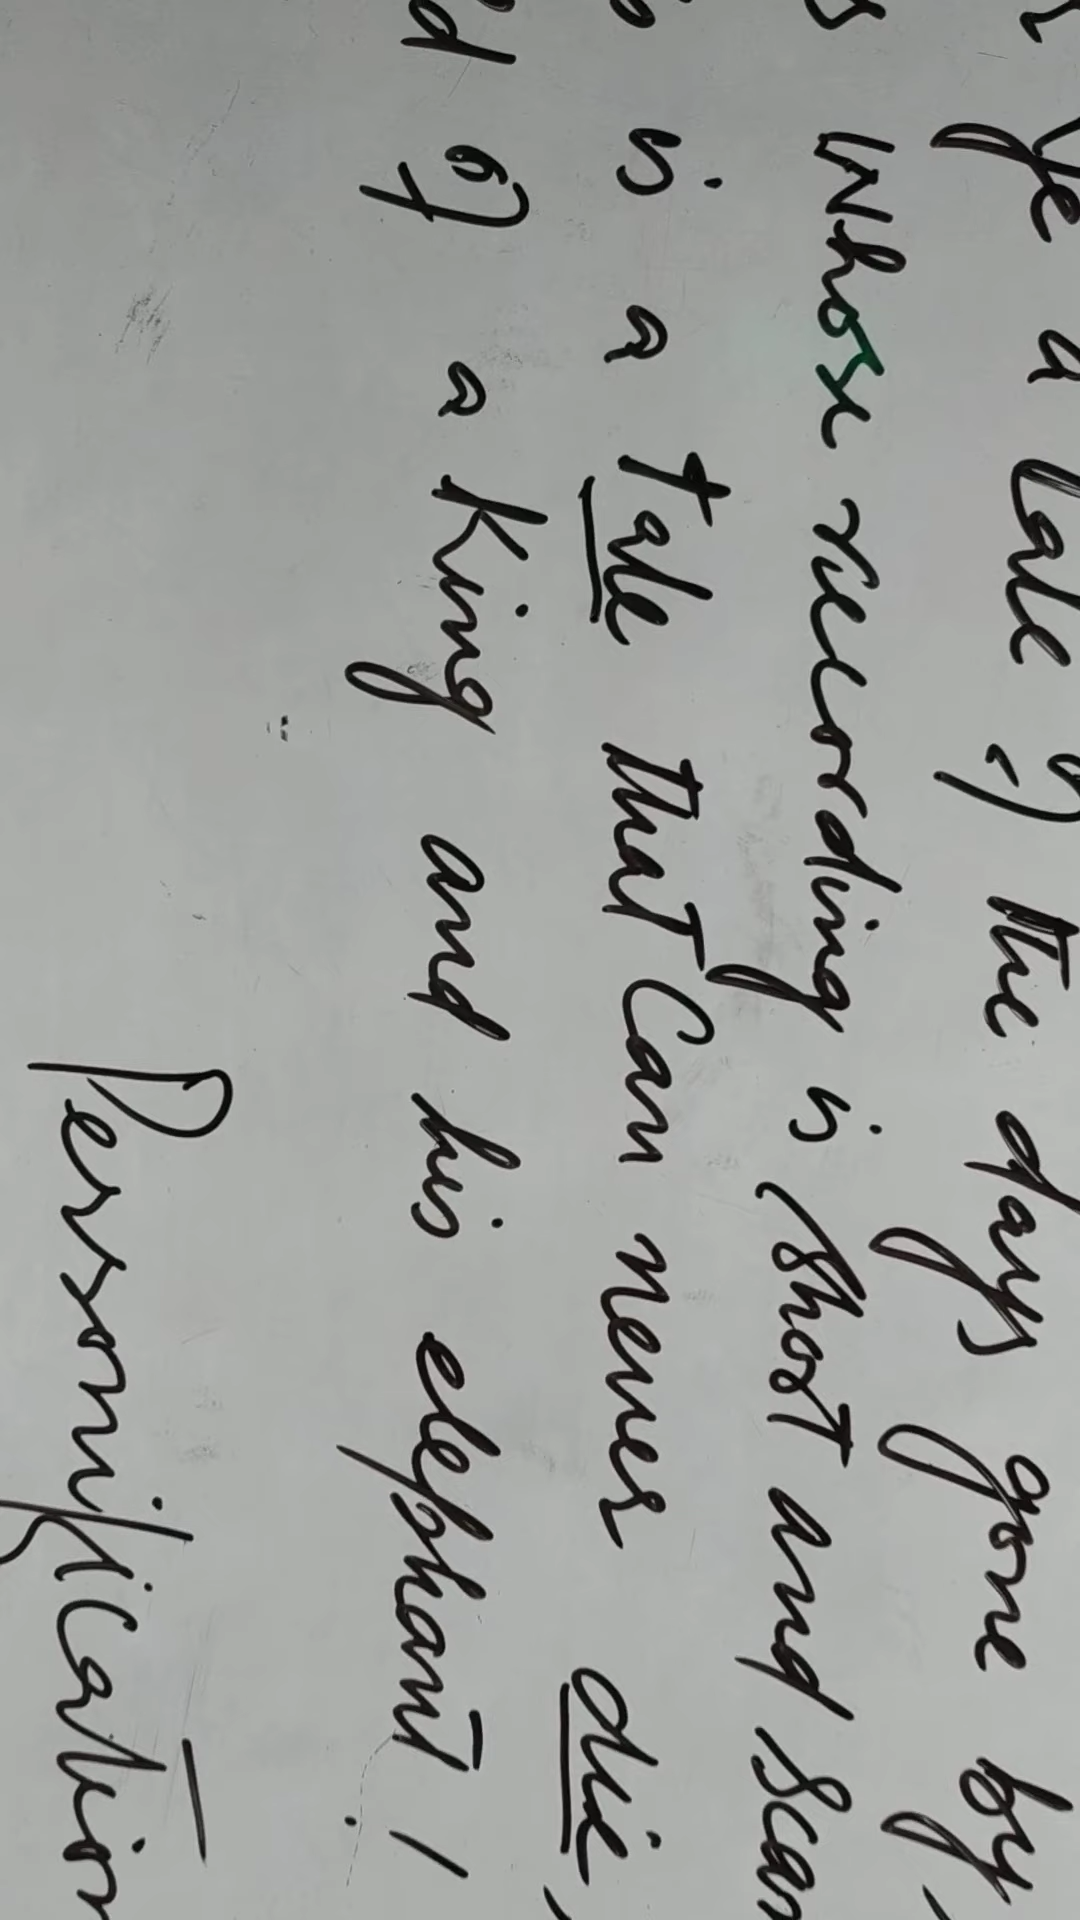 a tale of the days gone by,
whose recording is short and scan
is a tale that can never die,
of a king and his elephant!
Personification